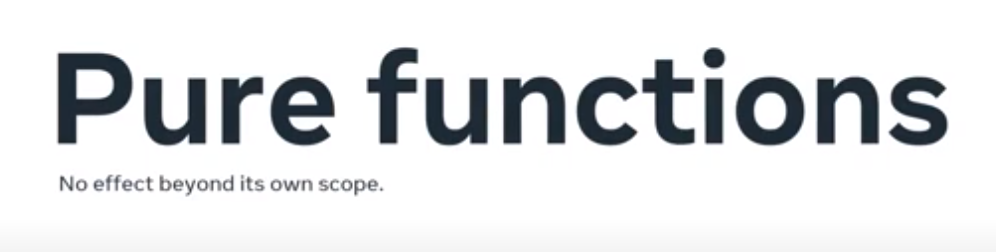 Pure functions
No effect beyond its own scope.